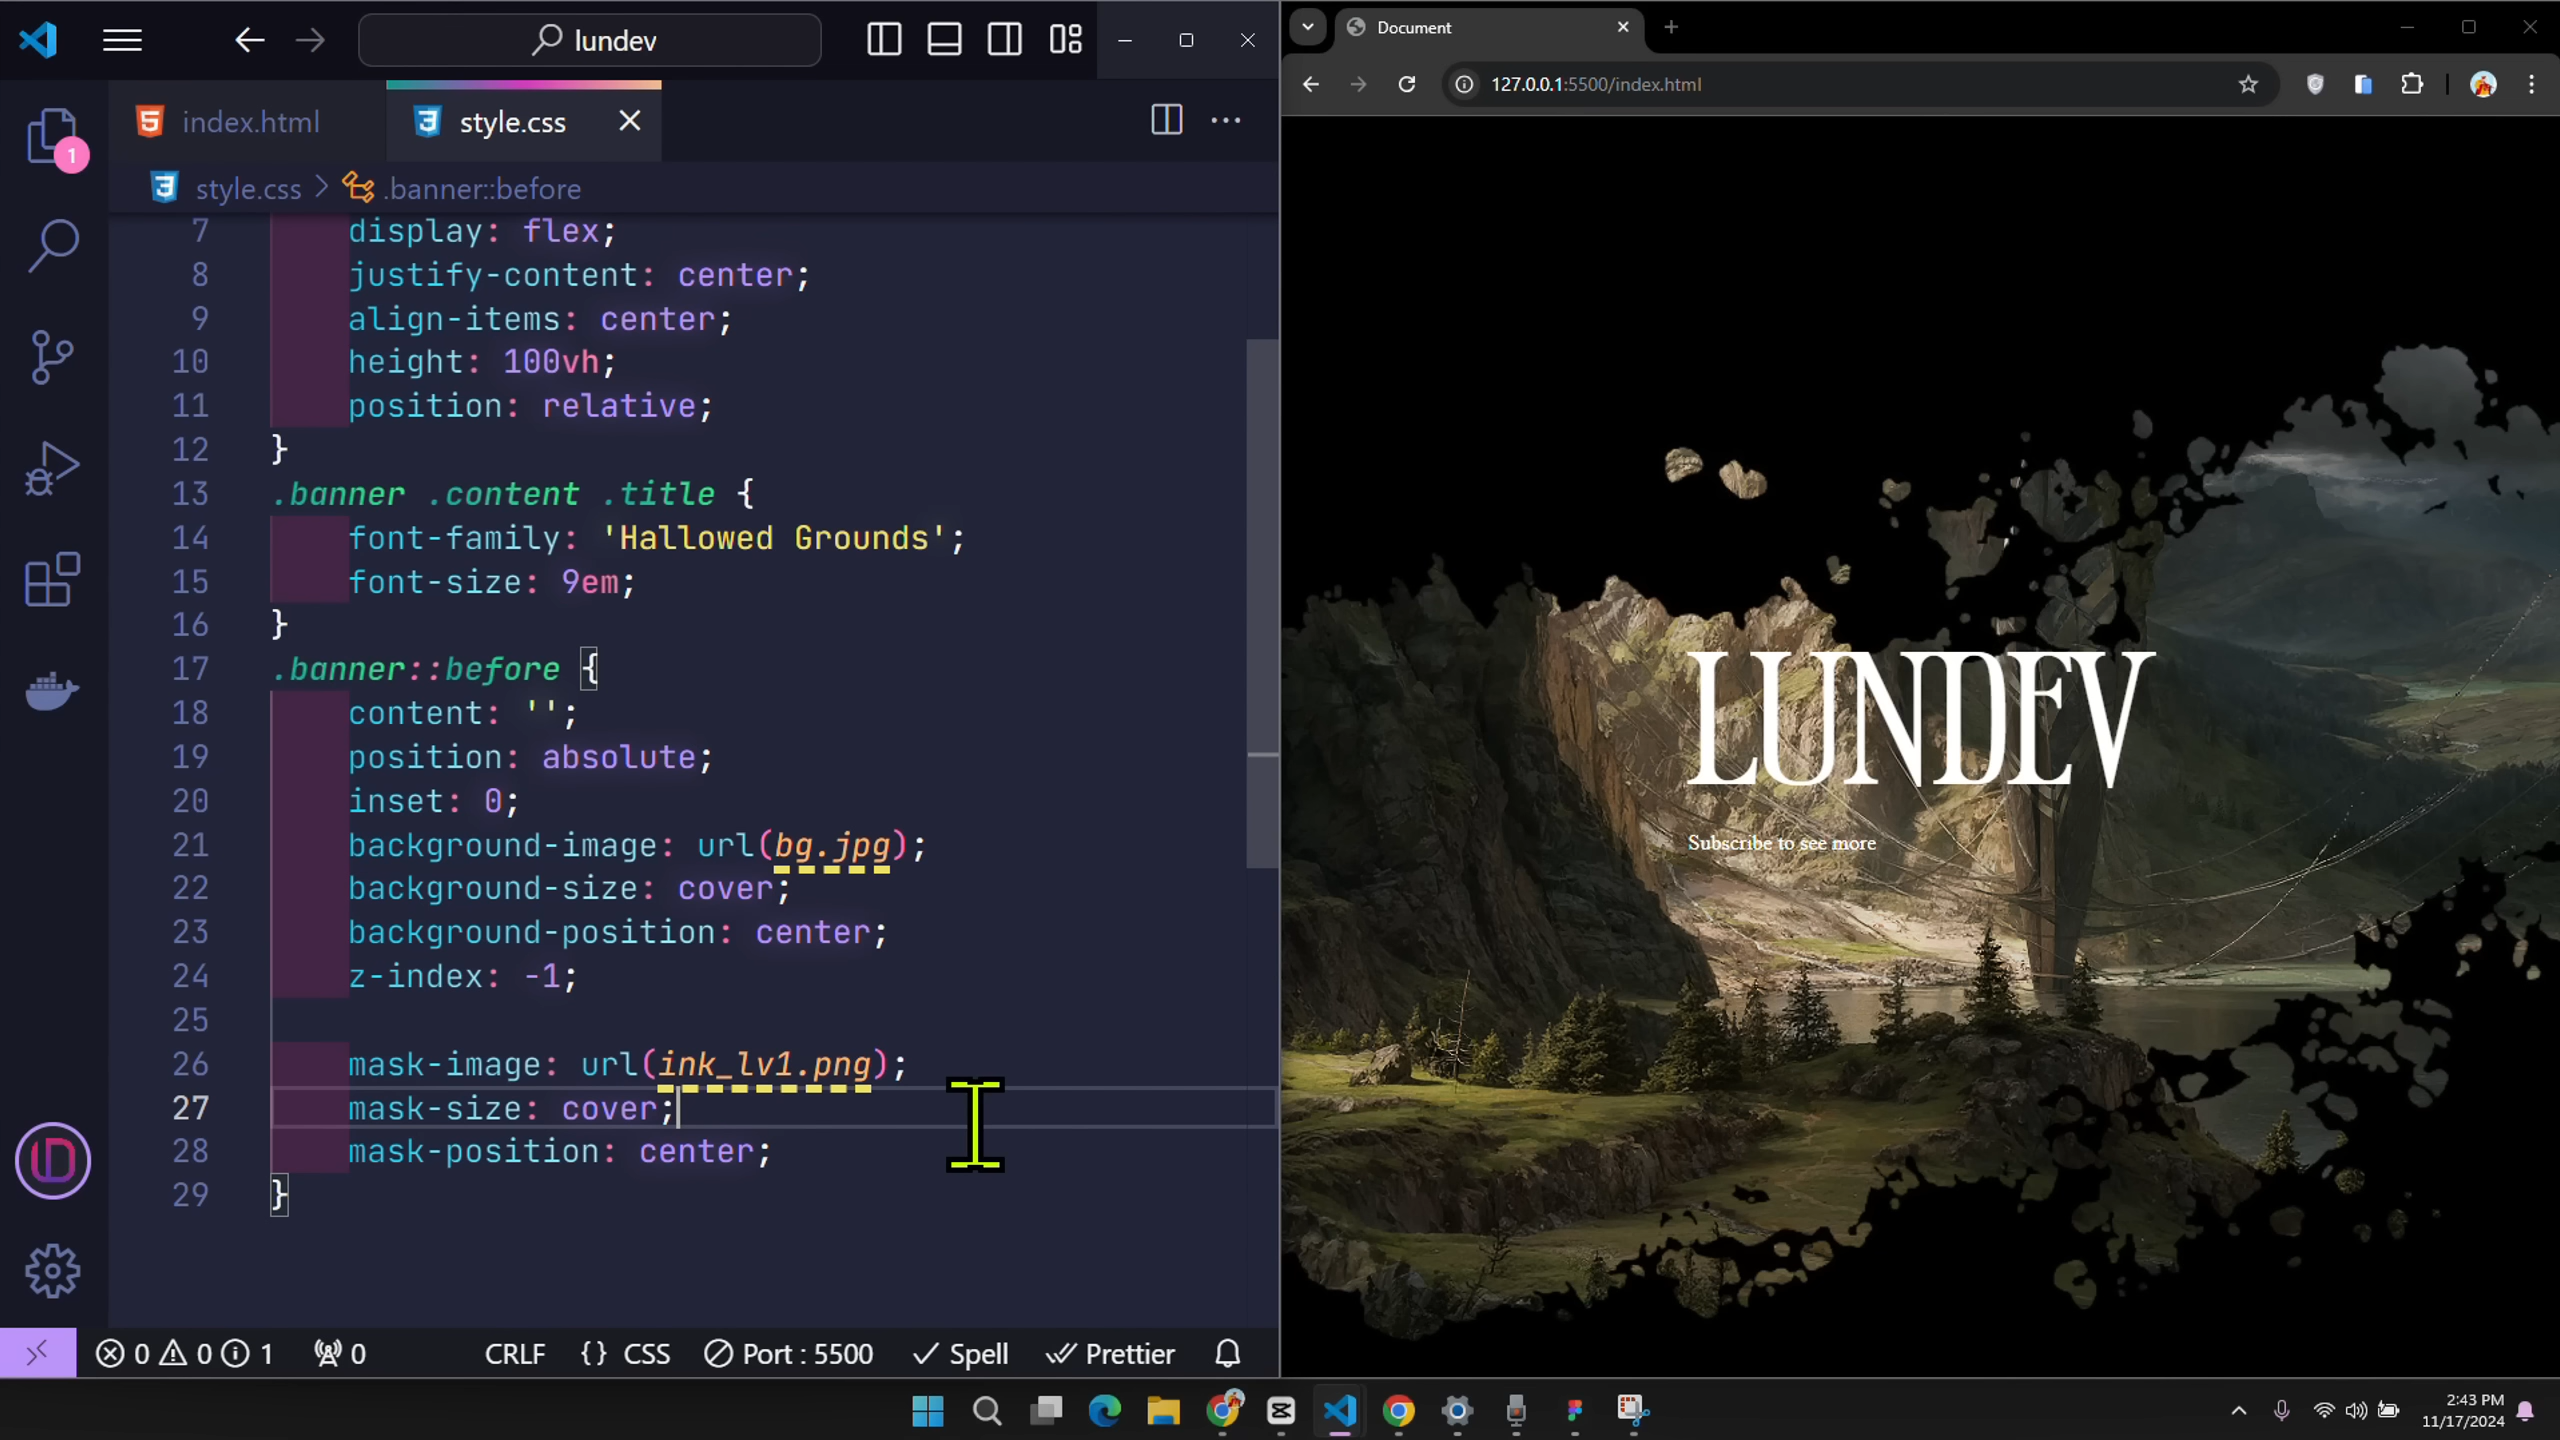 lundev
index.html
style.css
style.css > .banner::before
1
7 display: flex;
8 justify-content: center;
9 align-items: center;
10 height: 100vh;
11 position: relative;
12 }
13 .banner .content .title {
14 font-family: 'Hallowed Grounds';
15 font-size: 9em;
16 }
17 .banner::before {
18 content: '';
19 position: absolute;
20 inset: 0;
21 background-image: url(bg.jpg);
22 background-size: cover;
23 background-position: center;
24 z-index: -1;
25
26 mask-image: url(ink_lv1.png);
27 mask-size: cover;
28 mask-position: center;
29 }
0 0 1 0 CRLF {} CSS Port : 5500 Spell Prettier
Document
127.0.0.1:5500/index.html
LUNDEV
Subscribe to see more
2:43 PM
11/17/2024